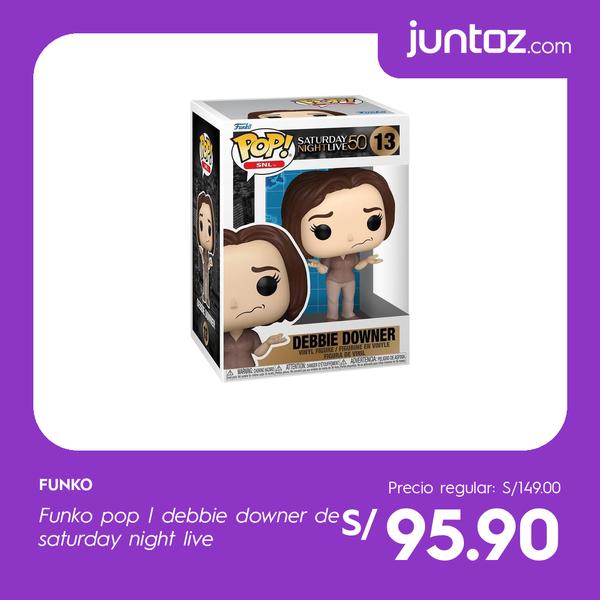 juntoz.com
Funko
POP!
SNL
SATURDAY
NIGHT LIVE 50
13
DEBBIE DOWNER
VINYL FIGURE / FIGURINE EN VINYLE
FIGURA DE VINIL
FUNKO
Precio regular: S/149.00
Funko pop | debbie downer de
saturday night live
S/ 95.90